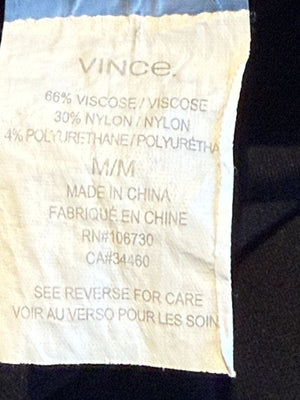 VINCE.
66% VISCOSE / VISCOSE
30% NYLON / NYLON
4% POLYURETHANE/POLYURÉTHA
M/M
MADE IN CHINA
FABRIQUÉ EN CHINE
RN#106730
CA#34460
SEE REVERSE FOR CARE
VOIR AU VERSO POUR LES SOIN